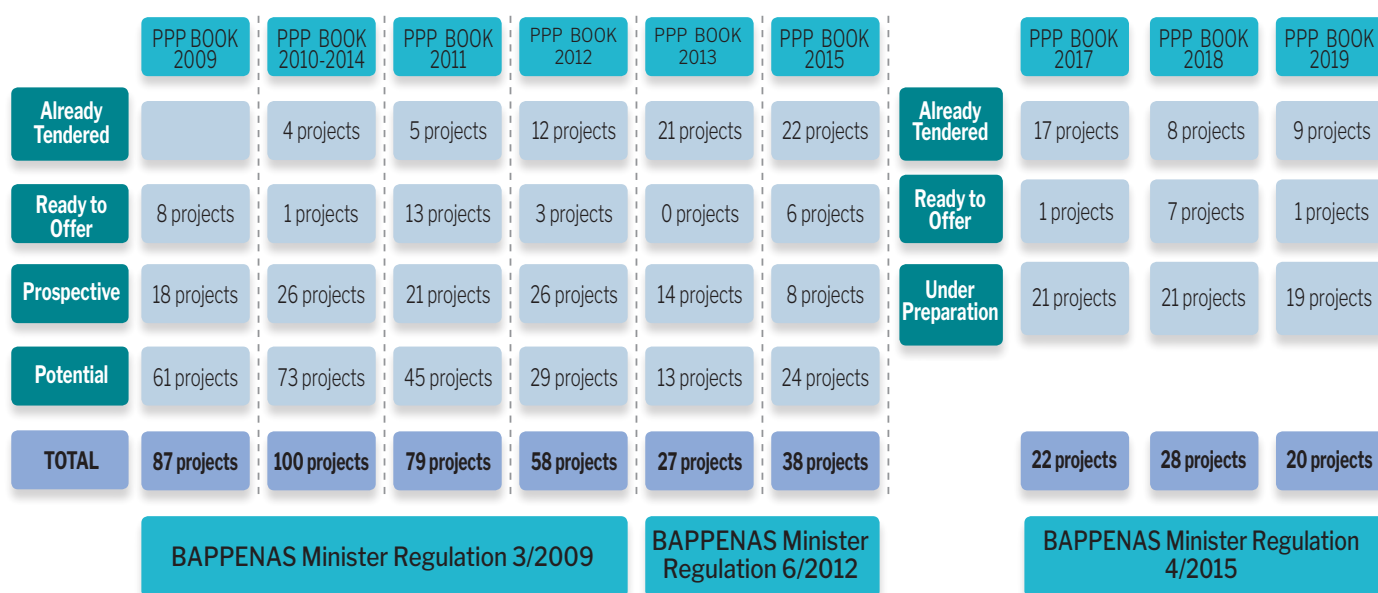 PPP BOOK
2009
PPP BOOK
2010-2014
PPP BOOK
2011
PPP BOOK
2012
PPP BOOK
2013
PPP BOOK
2015
PPP BOOK
2017
PPP BOOK
2018
PPP BOOK
2019
Already
Tendered
4 projects
5 projects
12 projects
21 projects
22 projects
Already
Tendered
17 projects
8 projects
9 projects
Ready to
Offer
8 projects
1 projects
13 projects
3 projects
0 projects
6 projects
Ready to
Offer
1 projects
7 projects
1 projects
Prospective
18 projects
26 projects
21 projects
26 projects
14 projects
8 projects
Under
Preparation
21 projects
21 projects
19 projects
Potential
61 projects
73 projects
45 projects
29 projects
13 projects
24 projects
TOTAL
87 projects
100 projects
79 projects
58 projects
27 projects
38 projects
22 projects
28 projects
20 projects
BAPPENAS Minister Regulation 3/2009
BAPPENAS Minister
Regulation 6/2012
BAPPENAS Minister Regulation
4/2015